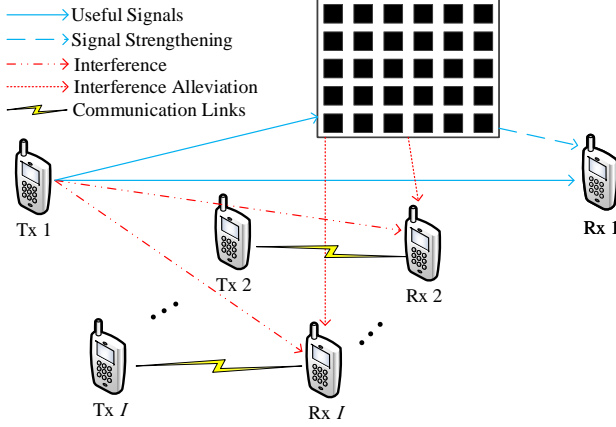 Useful Signals
Signal Strengthening
Interference
Interference Alleviation
Communication Links
Tx 1
Rx 1
Tx 2
Rx 2
Tx I
Rx I